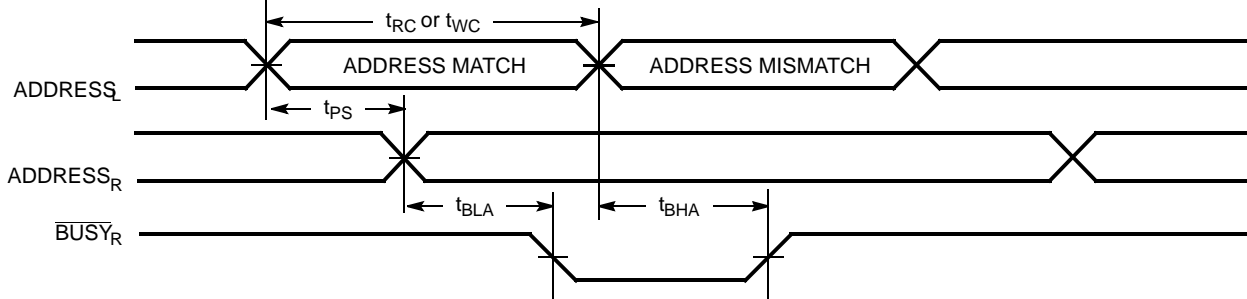 tRC or tWC
ADDRESS MATCH
ADDRESS MISMATCH
ADDRESSL
tPS
ADDRESSR
tBLA
tBHA
BUSYR